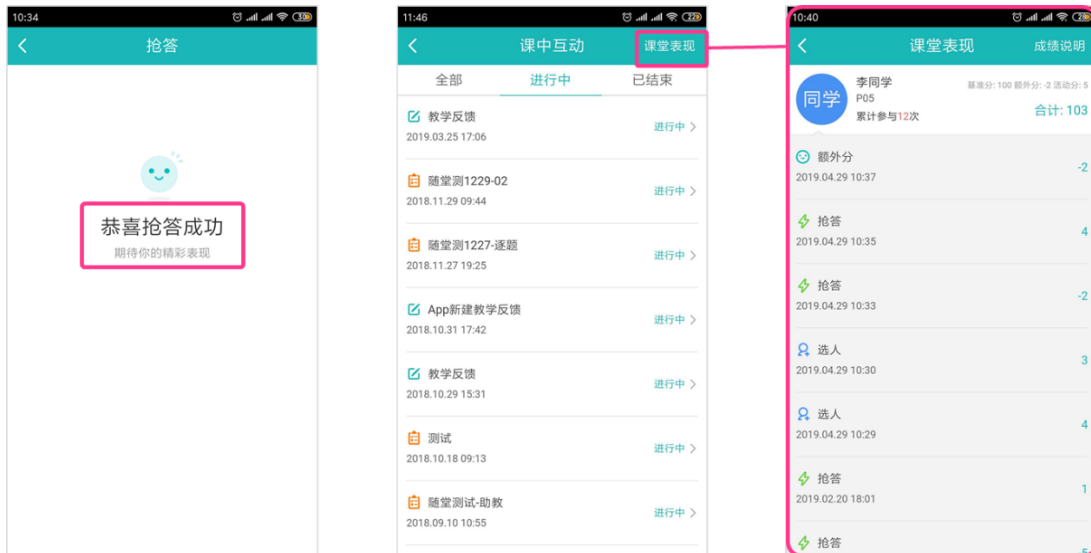 10:34
30
抢答
恭喜抢答成功
期待你的精彩表现
11:46
22
课中互动
课堂表现
全部
进行中
已结束
教学反馈
2019.03.25 17:06
进行中
随堂测1229-02
2018.11.29 09:44
进行中
随堂测1227-逐题
2018.11.27 19:25
进行中
App新建教学反馈
2018.10.31 17:42
进行中
教学反馈
2018.10.29 15:31
进行中
测试
2018.10.18 09:13
进行中
随堂测试-助教
2018.09.10 10:55
进行中
10:40
课堂表现
成绩说明
同学
李同学
P05
累计参与12次
基准分: 100 额外分: -2 活动分: 5
合计: 103
额外分
2019.04.29 10:37
-2
抢答
2019.04.29 10:35
4
抢答
2019.04.29 10:33
-2
选人
2019.04.29 10:30
3
选人
2019.04.29 10:29
4
抢答
2019.02.20 18:01
1
抢答